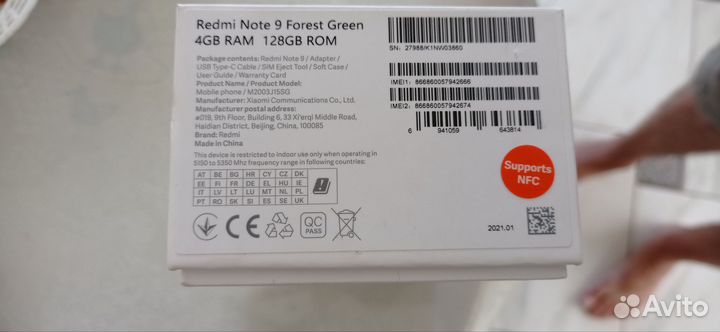 Redmi Note 9 Forest Green
4GB RAM 128GB ROM
Package contents: Redmi Note 9 / Adapter /
USB Type-C Cable / SIM Eject Tool / Soft Case /
User Guide / Warranty Card
Product Name / Model:
Mobile phone / M2003J15SG
Manufacturer: Xiaomi Communications Co., Ltd.
Manufacturer postal address:
#019, 9th Floor, Building 6, 33 Xi'erqi Middle Road,
Haidian District, Beijing, China, 100085
Brand: Redmi
Made in China
This device is restricted to indoor use only when operating in
5150 to 5350 Mhz frequency range in following countries:
AT BE BG HR CY CZ DK
EE FI FR DE EL HU IE
IT LV LT LU MT NL PL
PT RO SK SI ES SE UK
CE
QC
PASS
SN: 27988/K1NW03860
IMEI1: 866860057942666
IMEI2: 866860057942674
6 941059 643814
Supports
NFC
2021.01
Avito